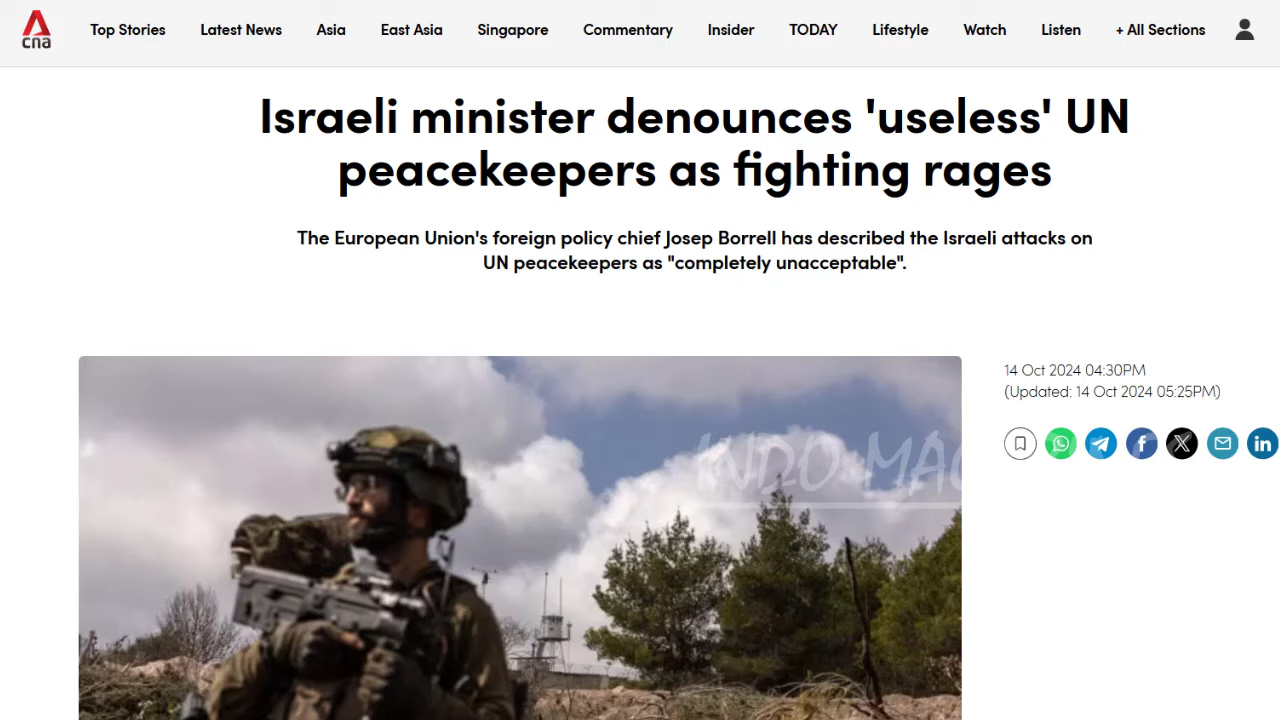 cna
Top Stories
Latest News
Asia
East Asia
Singapore
Commentary
Insider
TODAY
Lifestyle
Watch
Listen
+ All Sections
Israeli minister denounces 'useless' UN
peacekeepers as fighting rages
The European Union's foreign policy chief Josep Borrell has described the Israeli attacks on
UN peacekeepers as "completely unacceptable".
14 Oct 2024 04:30PM
(Updated: 14 Oct 2024 05:25PM)
INDO MAG